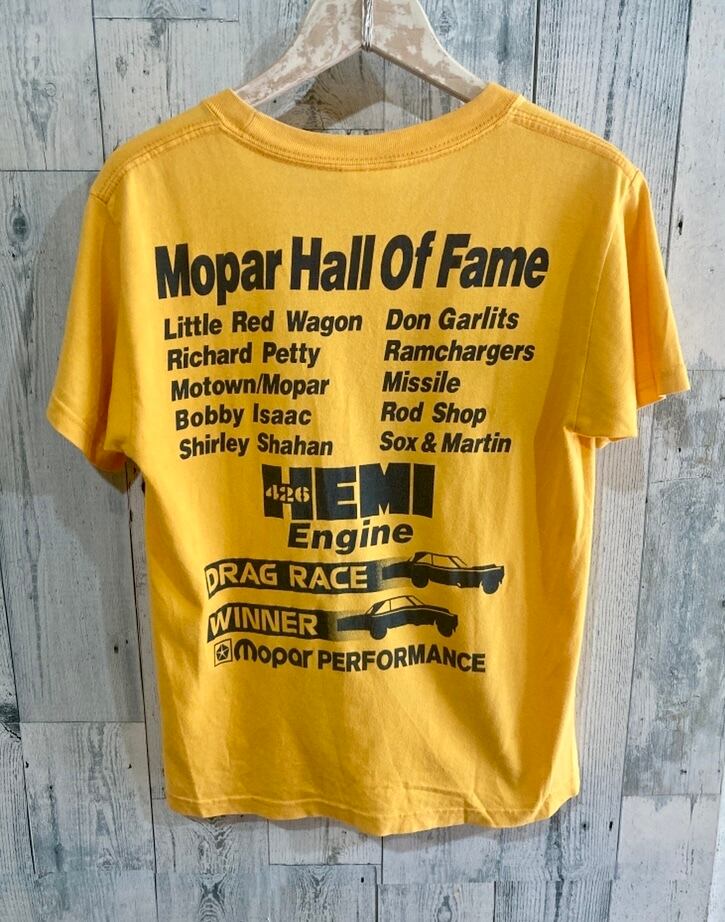 Mopar Hall Of Fame
Little Red Wagon
Richard Petty
Motown/Mopar
Bobby Isaac
Shirley Shahan
Don Garlits
Ramchargers
Missile
Rod Shop
Sox & Martin
426 HEMI
Engine
DRAG RACE
WINNER
Mopar PERFORMANCE